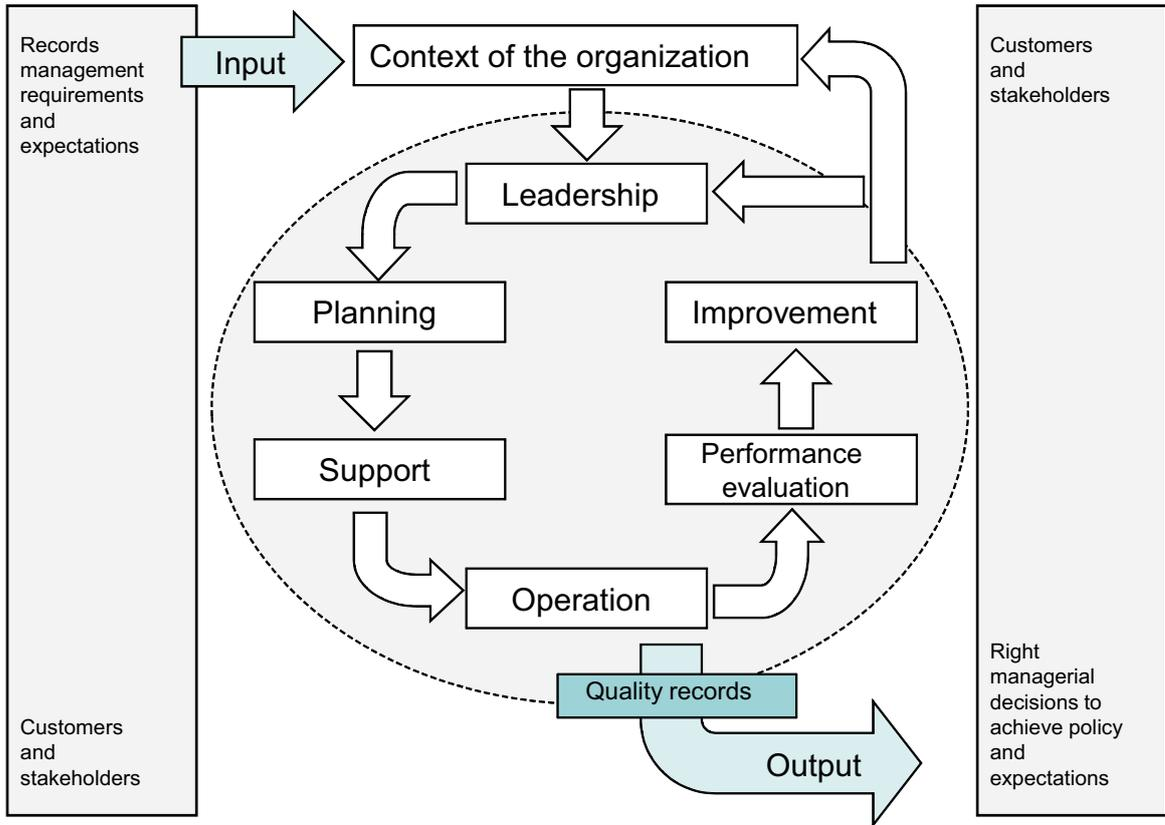 Records
management
requirements
and
expectations
Customers
and
stakeholders
Input
Context of the organization
Leadership
Planning
Improvement
Support
Performance
evaluation
Operation
Quality records
Output
Customers
and
stakeholders
Right
managerial
decisions to
achieve policy
and
expectations